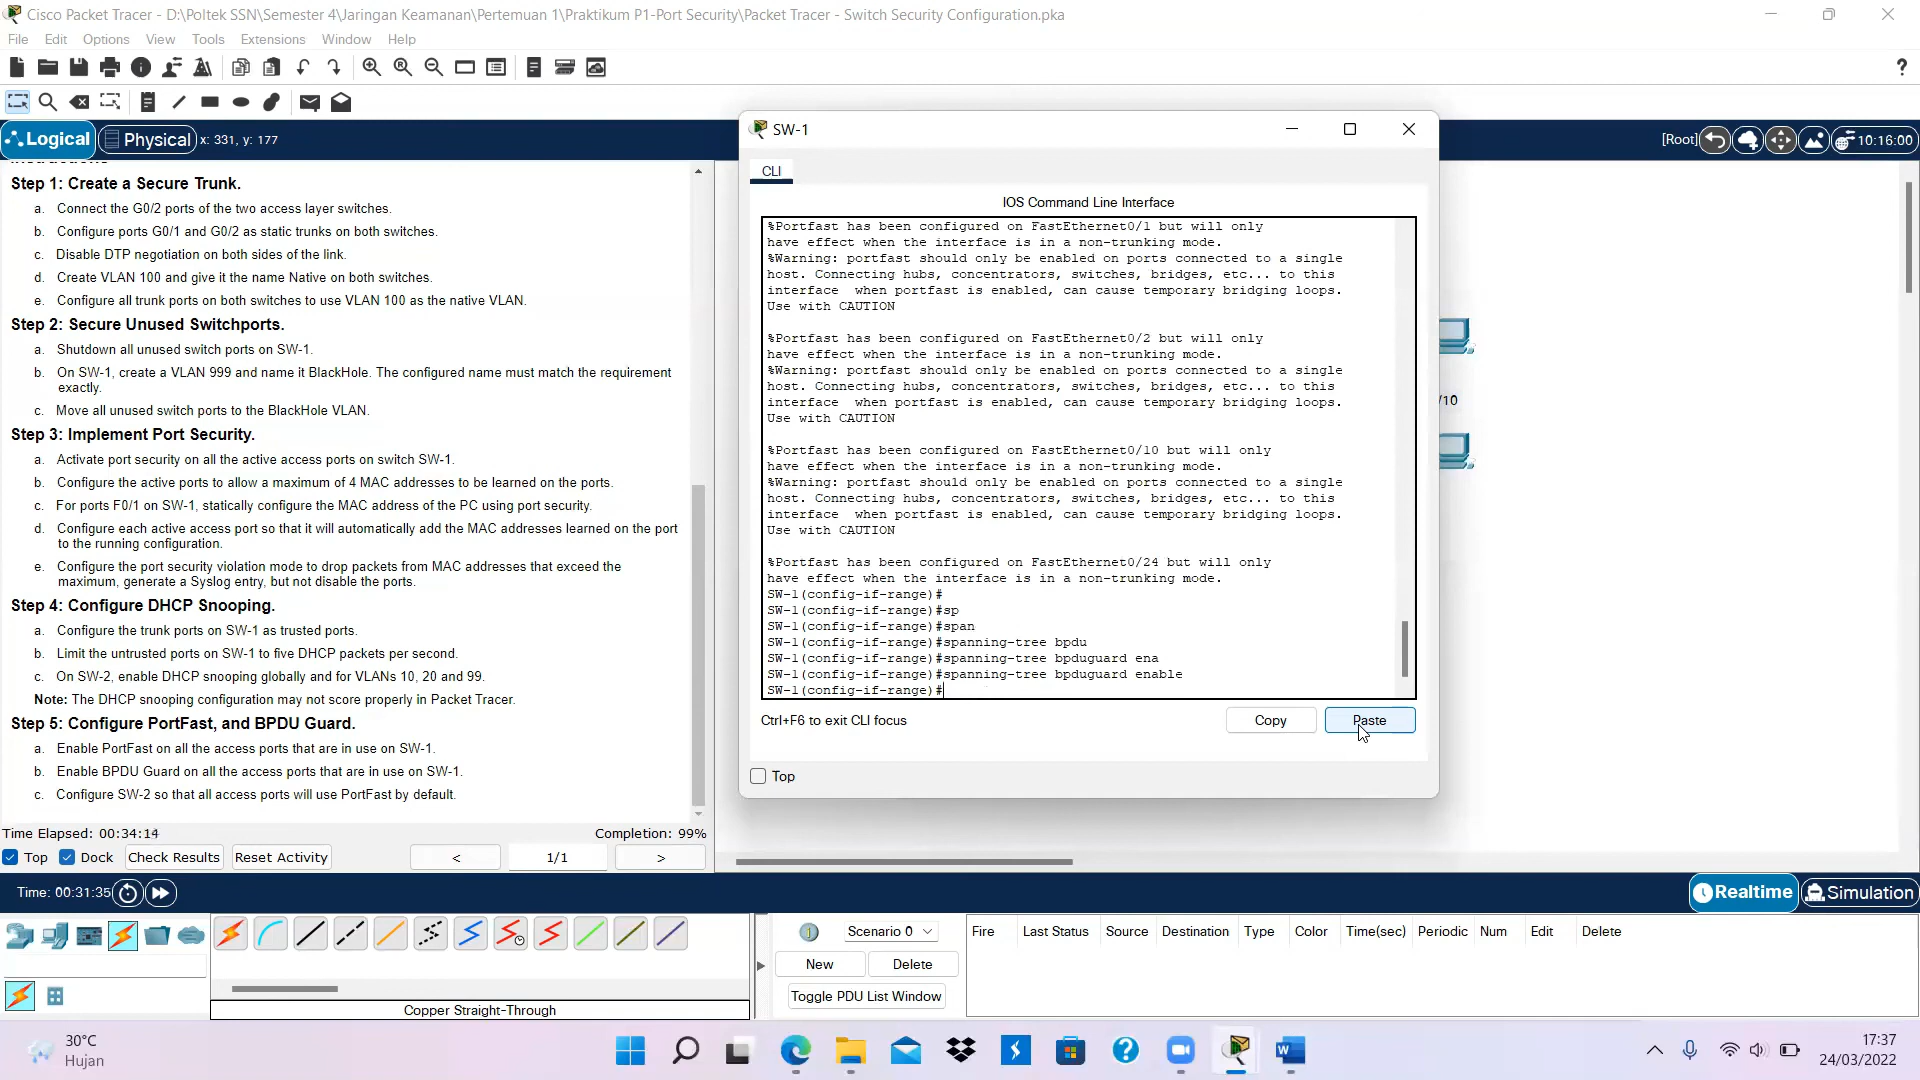 Cisco Packet Tracer - D:\Poltek SSN\Semester 4\Jaringan Keamanan\Pertemuan 1\Praktikum P1-Port Security\Packet Tracer - Switch Security Configuration.pka
File Edit Options View Tools Extensions Window Help
?
Logical Physical x: 331, y: 177
[Root] 10:16:00
Step 1: Create a Secure Trunk.
a. Connect the G0/2 ports of the two access layer switches.
b. Configure ports G0/1 and G0/2 as static trunks on both switches.
c. Disable DTP negotiation on both sides of the link.
d. Create VLAN 100 and give it the name Native on both switches.
e. Configure all trunk ports on both switches to use VLAN 100 as the native VLAN.
Step 2: Secure Unused Switchports.
a. Shutdown all unused switch ports on SW-1.
b. On SW-1, create a VLAN 999 and name it BlackHole. The configured name must match the requirement
exactly.
c. Move all unused switch ports to the BlackHole VLAN.
Step 3: Implement Port Security.
a. Activate port security on all the active access ports on switch SW-1.
b. Configure the active ports to allow a maximum of 4 MAC addresses to be learned on the ports.
c. For ports F0/1 on SW-1, statically configure the MAC address of the PC using port security.
d. Configure each active access port so that it will automatically add the MAC addresses learned on the port
to the running configuration.
e. Configure the port security violation mode to drop packets from MAC addresses that exceed the
maximum, generate a Syslog entry, but not disable the ports.
Step 4: Configure DHCP Snooping.
a. Configure the trunk ports on SW-1 as trusted ports.
b. Limit the untrusted ports on SW-1 to five DHCP packets per second.
c. On SW-2, enable DHCP snooping globally and for VLANs 10, 20 and 99.
Note: The DHCP snooping configuration may not score properly in Packet Tracer.
Step 5: Configure PortFast, and BPDU Guard.
a. Enable PortFast on all the access ports that are in use on SW-1.
b. Enable BPDU Guard on all the access ports that are in use on SW-1.
c. Configure SW-2 so that all access ports will use PortFast by default.
Time Elapsed: 00:34:14 Completion: 99%
Top Dock Check Results Reset Activity < 1/1 >
SW-1
CLI
IOS Command Line Interface
%Portfast has been configured on FastEthernet0/1 but will only
have effect when the interface is in a non-trunking mode.
%Warning: portfast should only be enabled on ports connected to a single
host. Connecting hubs, concentrators, switches, bridges, etc... to this
interface  when portfast is enabled, can cause temporary bridging loops.
Use with CAUTION
%Portfast has been configured on FastEthernet0/2 but will only
have effect when the interface is in a non-trunking mode.
%Warning: portfast should only be enabled on ports connected to a single
host. Connecting hubs, concentrators, switches, bridges, etc... to this
interface  when portfast is enabled, can cause temporary bridging loops.
Use with CAUTION
%Portfast has been configured on FastEthernet0/10 but will only
have effect when the interface is in a non-trunking mode.
%Warning: portfast should only be enabled on ports connected to a single
host. Connecting hubs, concentrators, switches, bridges, etc... to this
interface  when portfast is enabled, can cause temporary bridging loops.
Use with CAUTION
%Portfast has been configured on FastEthernet0/24 but will only
have effect when the interface is in a non-trunking mode.
SW-1(config-if-range)#
SW-1(config-if-range)#sp
SW-1(config-if-range)#span
SW-1(config-if-range)#spanning-tree bpdu
SW-1(config-if-range)#spanning-tree bpduguard ena
SW-1(config-if-range)#spanning-tree bpduguard enable
SW-1(config-if-range)#
Ctrl+F6 to exit CLI focus
Copy Paste
Top
/10
Time: 00:31:35
Realtime Simulation
Scenario 0
New Delete
Toggle PDU List Window
Fire Last Status Source Destination Type Color Time(sec) Periodic Num Edit Delete
Copper Straight-Through
30°C
Hujan
17:37
24/03/2022